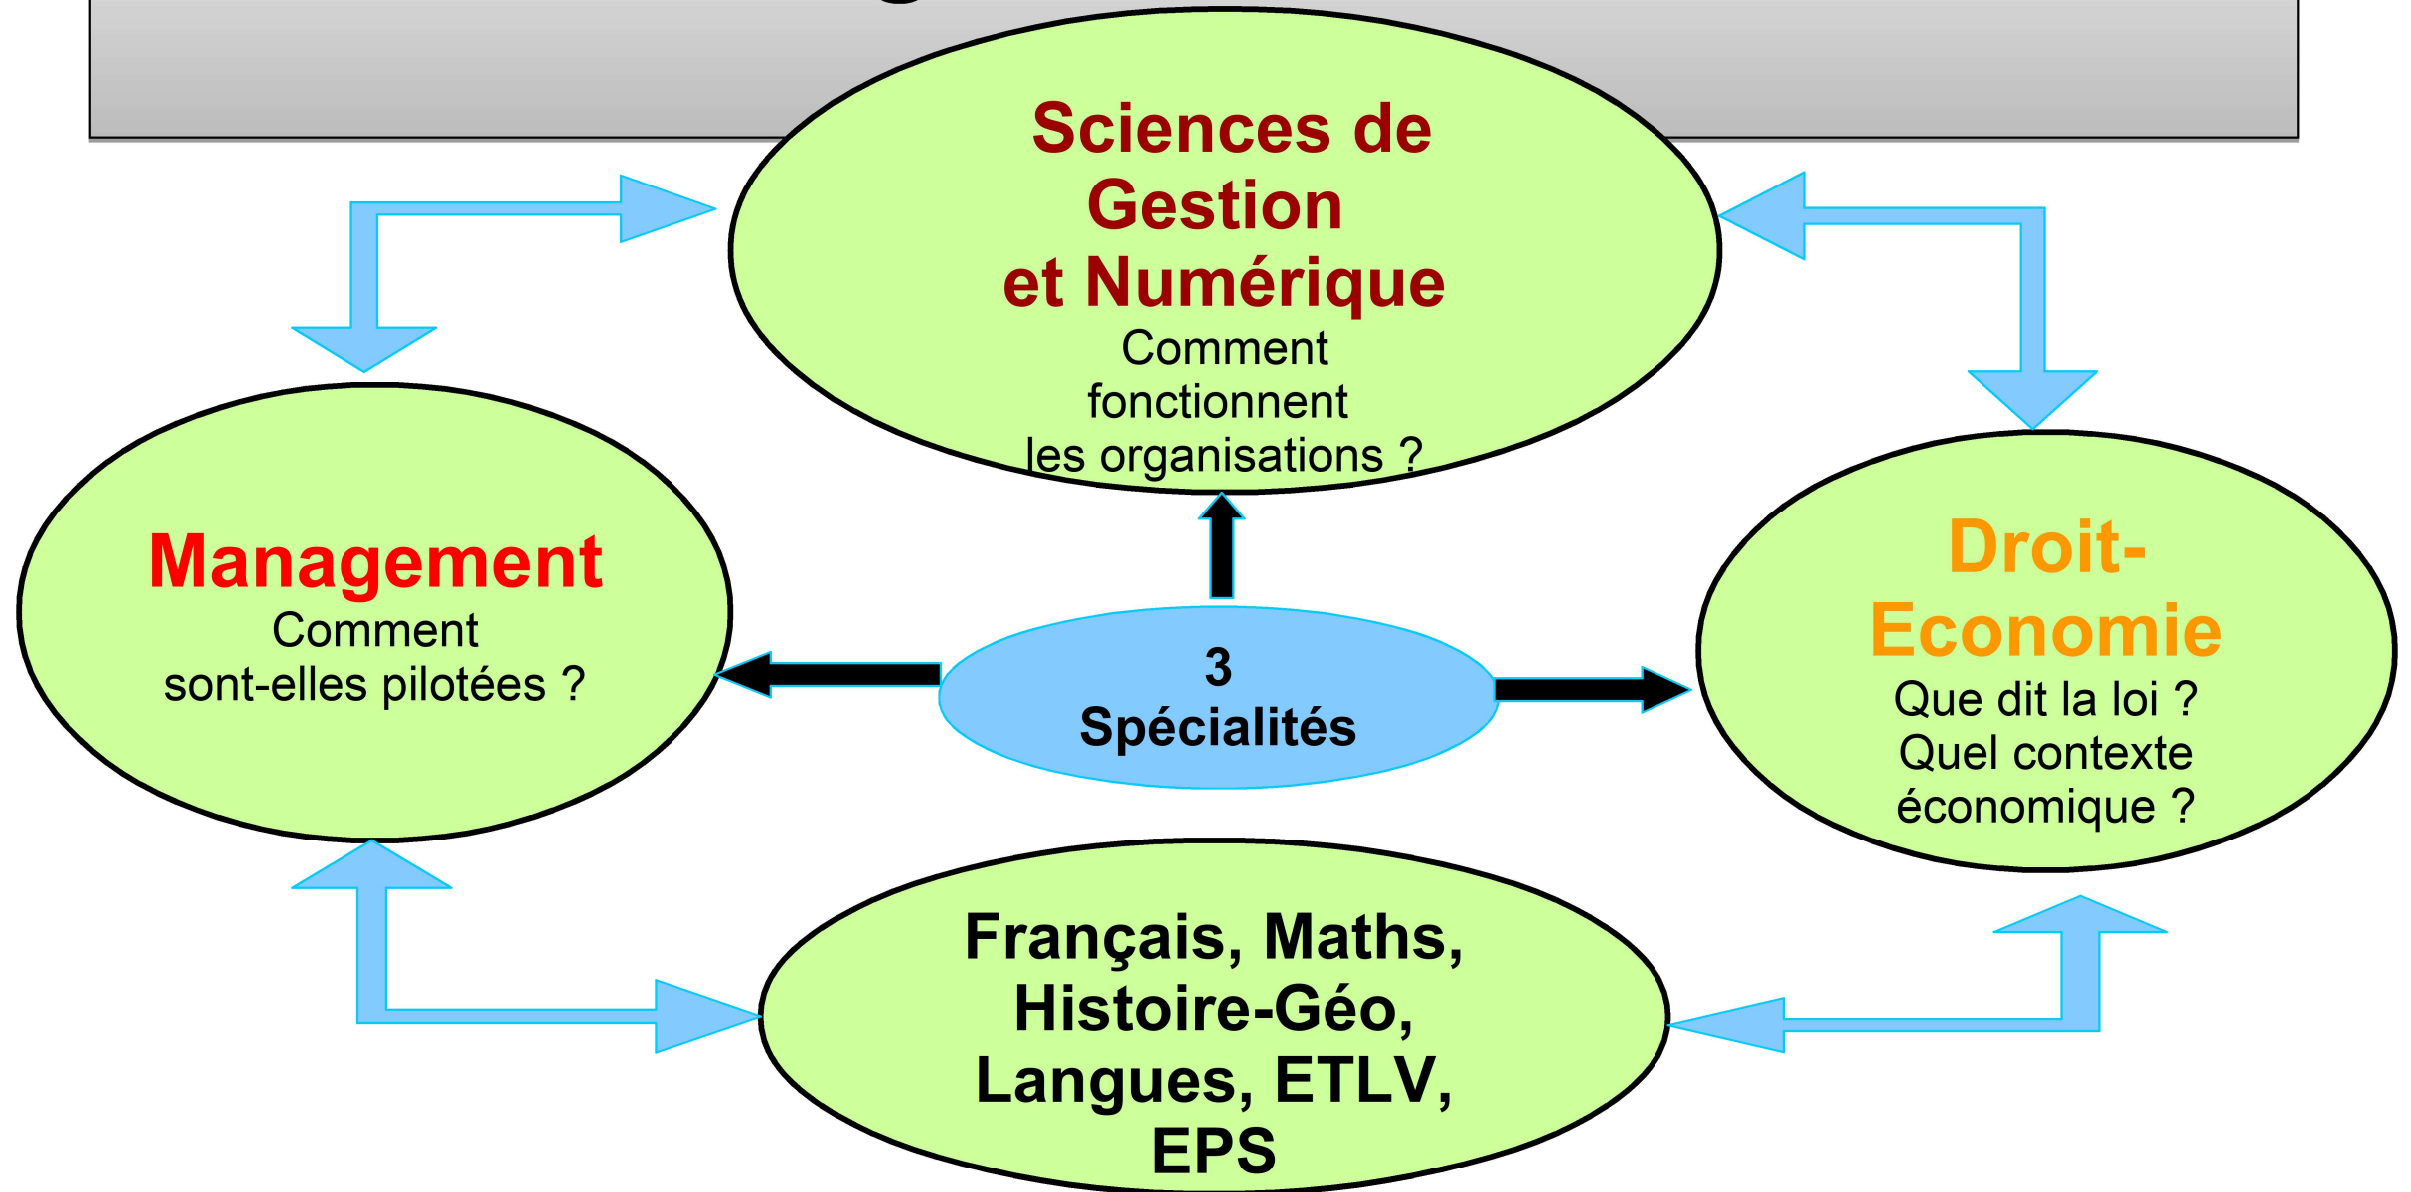 Sciences de
Gestion
et Numérique
Comment
fonctionnent
les organisations ?
Management
Comment
sont-elles pilotées ?
3
Spécialités
Droit-
Economie
Que dit la loi ?
Quel contexte
économique ?
Français, Maths,
Histoire-Géo,
Langues, ETLV,
EPS